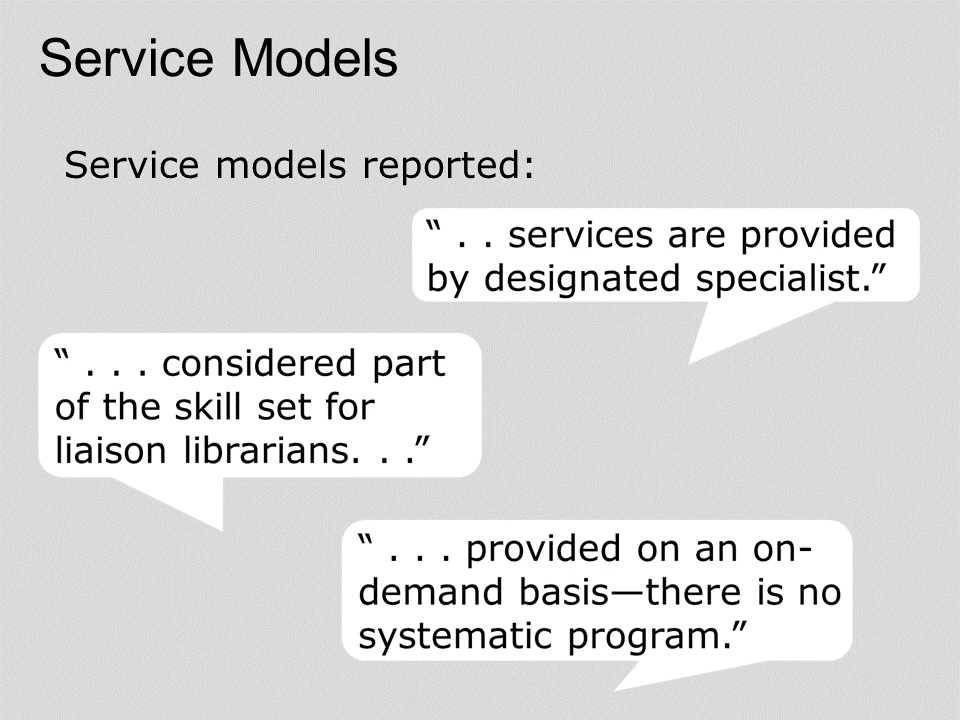 Service Models
Service models reported:
“ . . services are provided
by designated specialist.”
“ . . . considered part
of the skill set for
liaison librarians. . .”
“ . . . provided on an on-
demand basis—there is no
systematic program.”